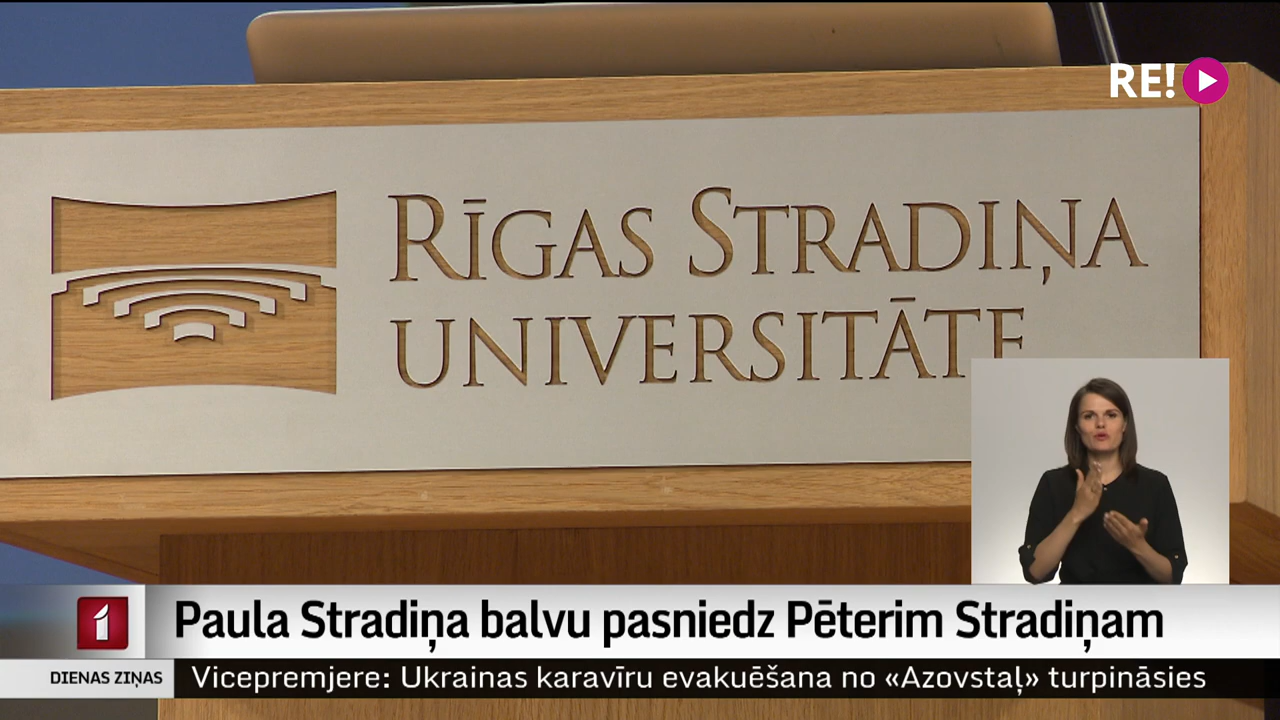 RE!
RĪGAS STRADIŅA
UNIVERSITĀTE
1
Paula Stradiņa balvu pasniedz Pēterim Stradiņam
DIENAS ZIŅAS
Vicepremjere: Ukrainas karavīru evakuēšana no «Azovstaļ» turpināsies